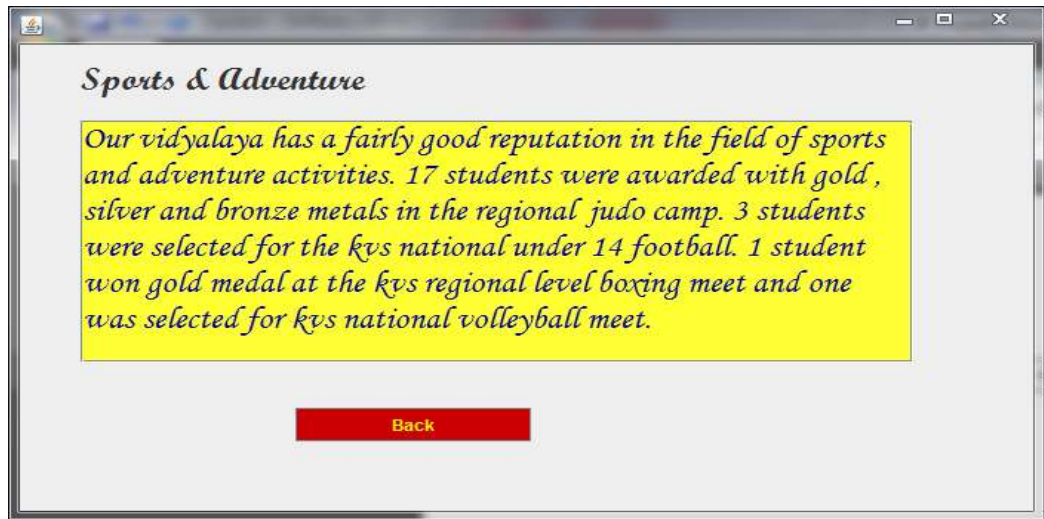 Sports & Adventure
Our vidyalaya has a fairly good reputation in the field of sports
and adventure activities. 17 students were awarded with gold ,
silver and bronze metals in the regional judo camp. 3 students
were selected for the kvs national under 14 football. 1 student
won gold medal at the kvs regional level boxing meet and one
was selected for kvs national volleyball meet.
Back